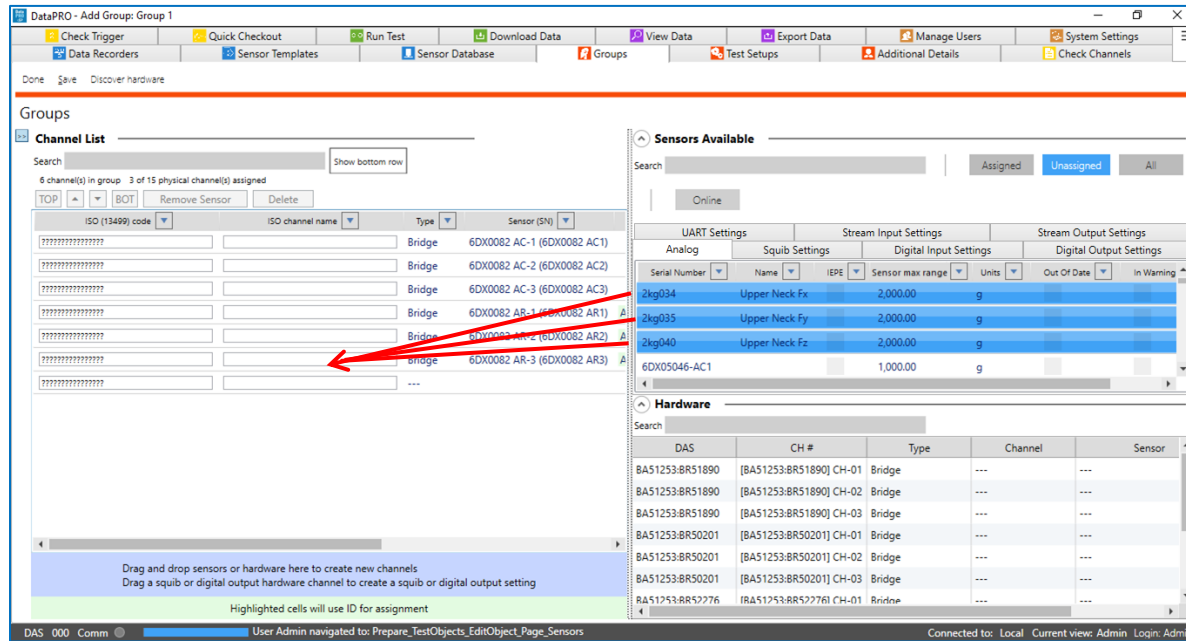 DataPRO - Add Group: Group 1
Check Trigger Quick Checkout Run Test Download Data View Data Export Data Manage Users System Settings
Data Recorders Sensor Templates Sensor Database Groups Test Setups Additional Details Check Channels
Done Save Discover hardware
Groups
>> Channel List
Search Show bottom row
6 channel(s) in group 3 of 15 physical channel(s) assigned
TOP BOT Remove Sensor Delete
ISO (13499) code ISO channel name Type Sensor (SN)
???????????????? Bridge 6DX0082 AC-1 (6DX0082 AC1)
???????????????? Bridge 6DX0082 AC-2 (6DX0082 AC2)
???????????????? Bridge 6DX0082 AC-3 (6DX0082 AC3)
???????????????? Bridge 6DX0082 AR-1 (6DX0082 AR1) A
???????????????? Bridge 6DX0082 AR-2 (6DX0082 AR2) A
???????????????? Bridge 6DX0082 AR-3 (6DX0082 AR3) A
???????????????? ---
Drag and drop sensors or hardware here to create new channels
Drag a squib or digital output hardware channel to create a squib or digital output setting
Highlighted cells will use ID for assignment
Sensors Available
Search Assigned Unassigned All
Online
UART Settings Stream Input Settings Stream Output Settings
Analog Squib Settings Digital Input Settings Digital Output Settings
Serial Number Name IEPE Sensor max range Units Out Of Date In Warning
2kg034 Upper Neck Fx 2,000.00 g
2kg035 Upper Neck Fy 2,000.00 g
2kg040 Upper Neck Fz 2,000.00 g
6DX05046-AC1 1,000.00 g
Hardware
Search
DAS CH # Type Channel Sensor
BA51253:BR51890 [BA51253:BR51890] CH-01 Bridge --- ---
BA51253:BR51890 [BA51253:BR51890] CH-02 Bridge --- ---
BA51253:BR51890 [BA51253:BR51890] CH-03 Bridge --- ---
BA51253:BR50201 [BA51253:BR50201] CH-01 Bridge --- ---
BA51253:BR50201 [BA51253:BR50201] CH-02 Bridge --- ---
BA51253:BR50201 [BA51253:BR50201] CH-03 Bridge --- ---
BA51253:BR52276 [BA51253:BR52276] CH-01 Bridge --- ---
DAS 000 Comm User Admin navigated to: Prepare_TestObjects_EditObject_Page_Sensors Connected to: Local Current view: Admin Login: Admi